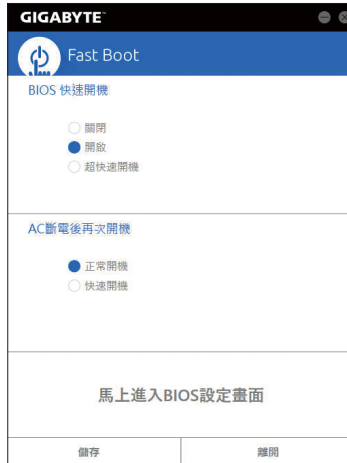 GIGABYTE™
Fast Boot
BIOS 快速開機
關閉
開啟
超快速開機
AC斷電後再次開機
正常開機
快速開機
馬上進入BIOS設定畫面
儲存
離開